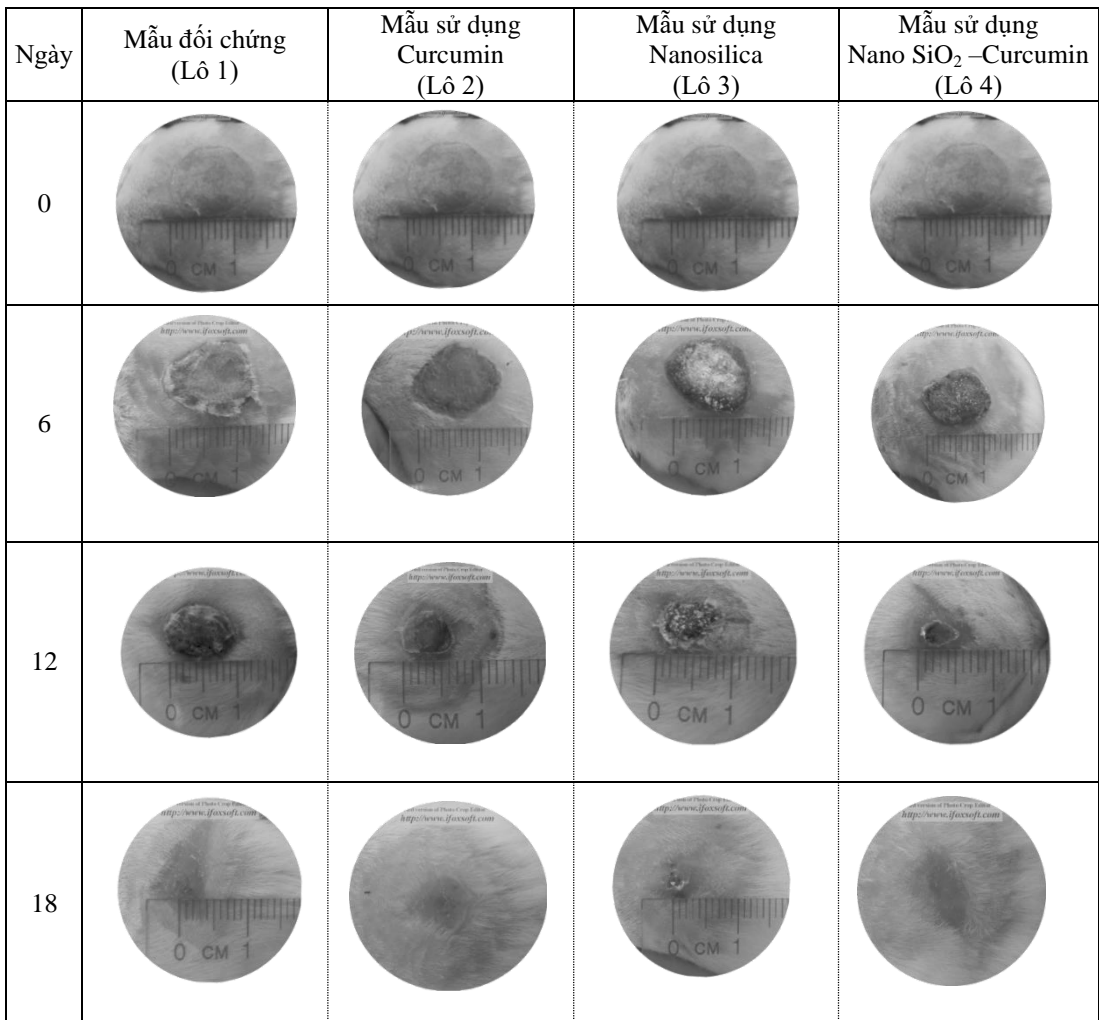 Ngày
Mẫu đối chứng
(Lô 1)
Mẫu sử dụng
Curcumin
(Lô 2)
Mẫu sử dụng
Nanosilica
(Lô 3)
Mẫu sử dụng
Nano SiO₂ –Curcumin
(Lô 4)
0
0 CM 1
0 CM 1
0 CM 1
0 CM 1
6
http://www.ifoxsoft.com
0 CM 1
0 CM 1
http://www.ifoxsoft.com
0 CM 1
http://www.ifoxsoft.com
0 CM 1
12
0 CM 1
http://www.ifoxsoft.com
0 CM 1
http://www.ifoxsoft.com
0 CM 1
http://www.ifoxsoft.com
0 CM 1
18
http://www.ifoxsoft.com
0 CM 1
http://www.ifoxsoft.com
http://www.ifoxsoft.com
0 CM 1
http://www.ifoxsoft.com